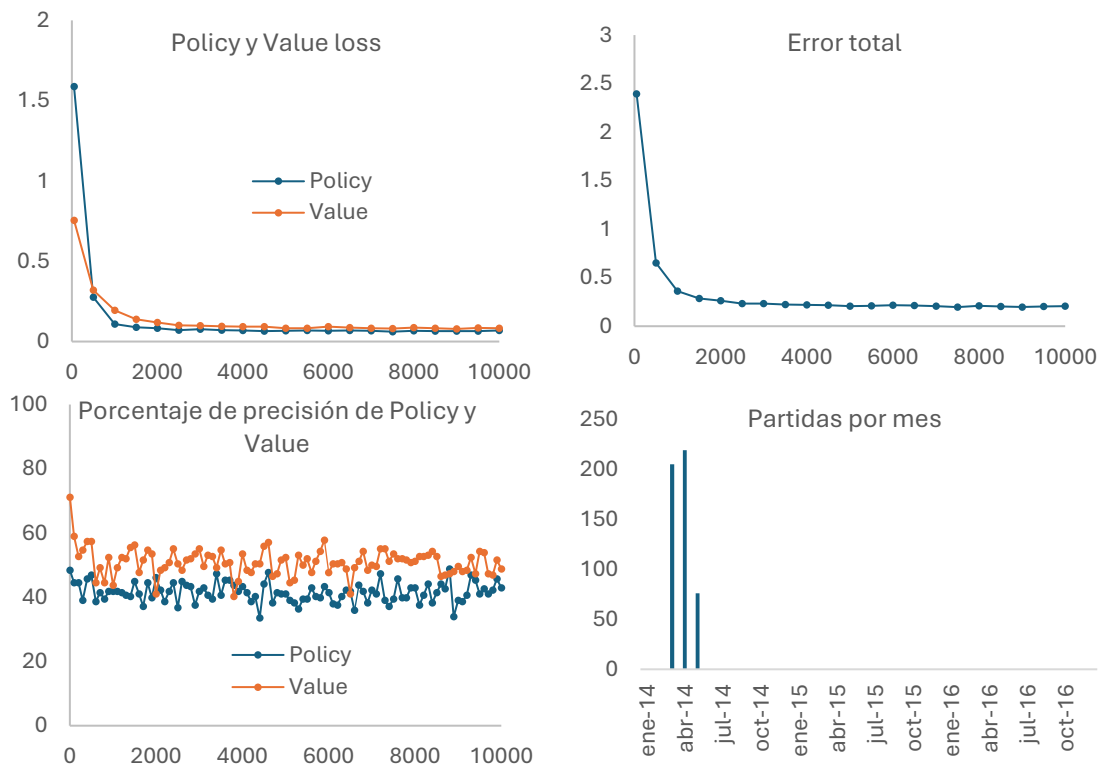 Policy y Value loss
2
1.5
1
0.5
0
0 2000 4000 6000 8000 10000
Policy
Value
Error total
3
2.5
2
1.5
1
0.5
0
0 2000 4000 6000 8000 10000
Porcentaje de precisión de Policy y
Value
100
80
60
40
20
0
0 2000 4000 6000 8000 10000
Policy
Value
Partidas por mes
250
200
150
100
50
0
ene-14
abr-14
jul-14
oct-14
ene-15
abr-15
jul-15
oct-15
ene-16
abr-16
jul-16
oct-16